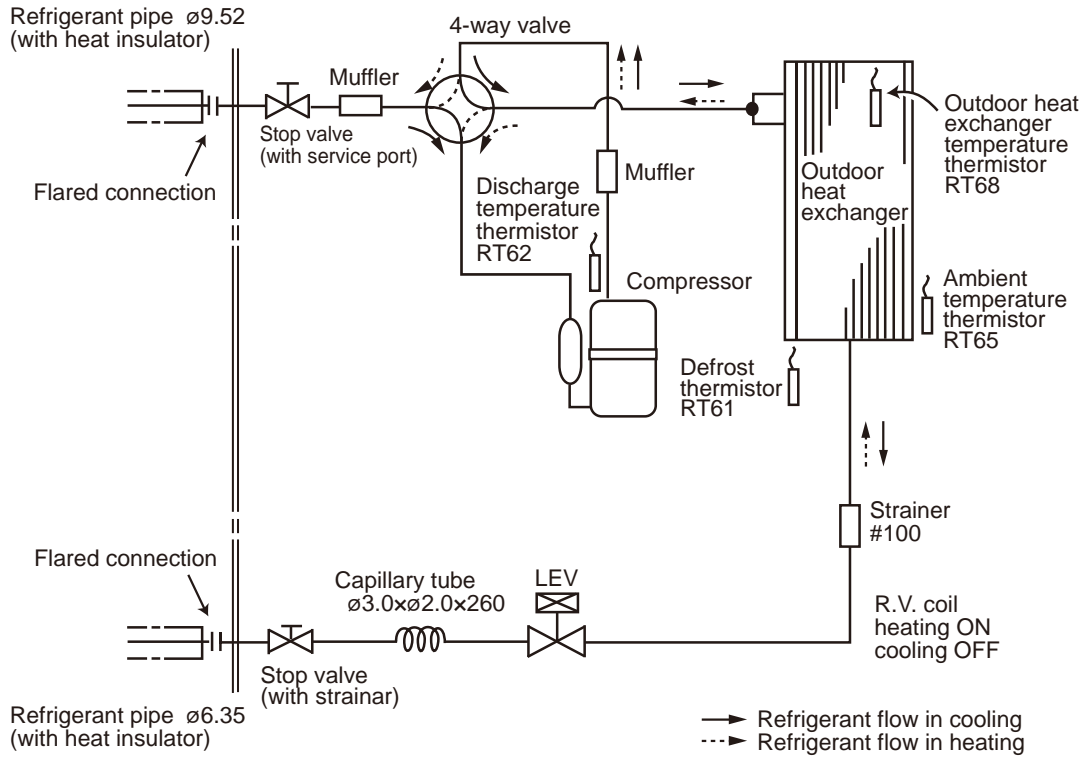 Refrigerant pipe ø9.52
(with heat insulator)
4-way valve
Muffler
Stop valve
(with service port)
Flared connection
Outdoor heat
exchanger
temperature
thermistor
RT68
Muffler
Outdoor
heat
exchanger
Discharge
temperature
thermistor
RT62
Compressor
Ambient
temperature
thermistor
RT65
Defrost
thermistor
RT61
Strainer
#100
Flared connection
Capillary tube
ø3.0×ø2.0×260
LEV
R.V. coil
heating ON
cooling OFF
Stop valve
(with strainar)
Refrigerant pipe ø6.35
(with heat insulator)
Refrigerant flow in cooling
Refrigerant flow in heating